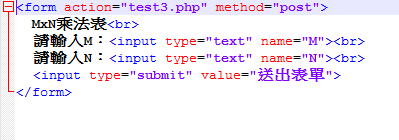 <form action="test3.php" method="post">
MxN乘法表<br>
請輸入M：<input type="text" name="M"><br>
請輸入N：<input type="text" name="N"><br>
<input type="submit" value="送出表單">
</form>